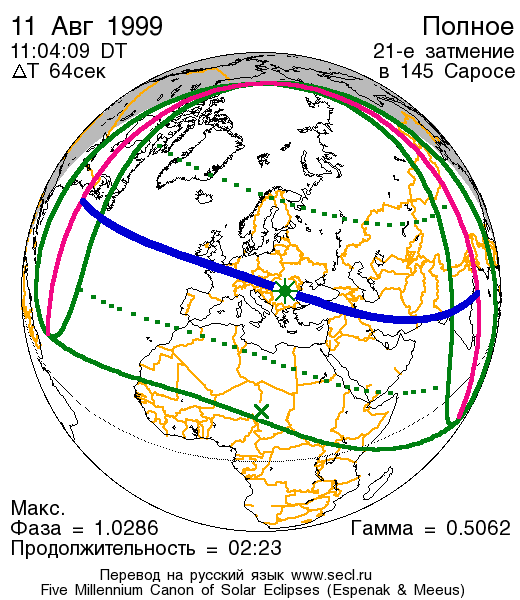 11 Авг 1999
Полное
11:04:09 DT
21-е затмение
ΔT 64сек
в 145 Саросе
Макс.
Фаза = 1.0286
Гамма = 0.5062
Продолжительность = 02:23
Перевод на русский язык www.secl.ru
Five Millennium Canon of Solar Eclipses (Espenak & Meeus)